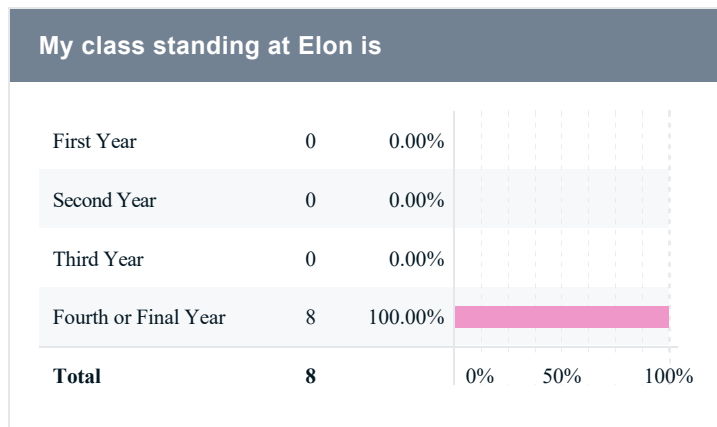 My class standing at Elon is
First Year 0 0.00%
Second Year 0 0.00%
Third Year 0 0.00%
Fourth or Final Year 8 100.00%
Total 8 0% 50% 100%